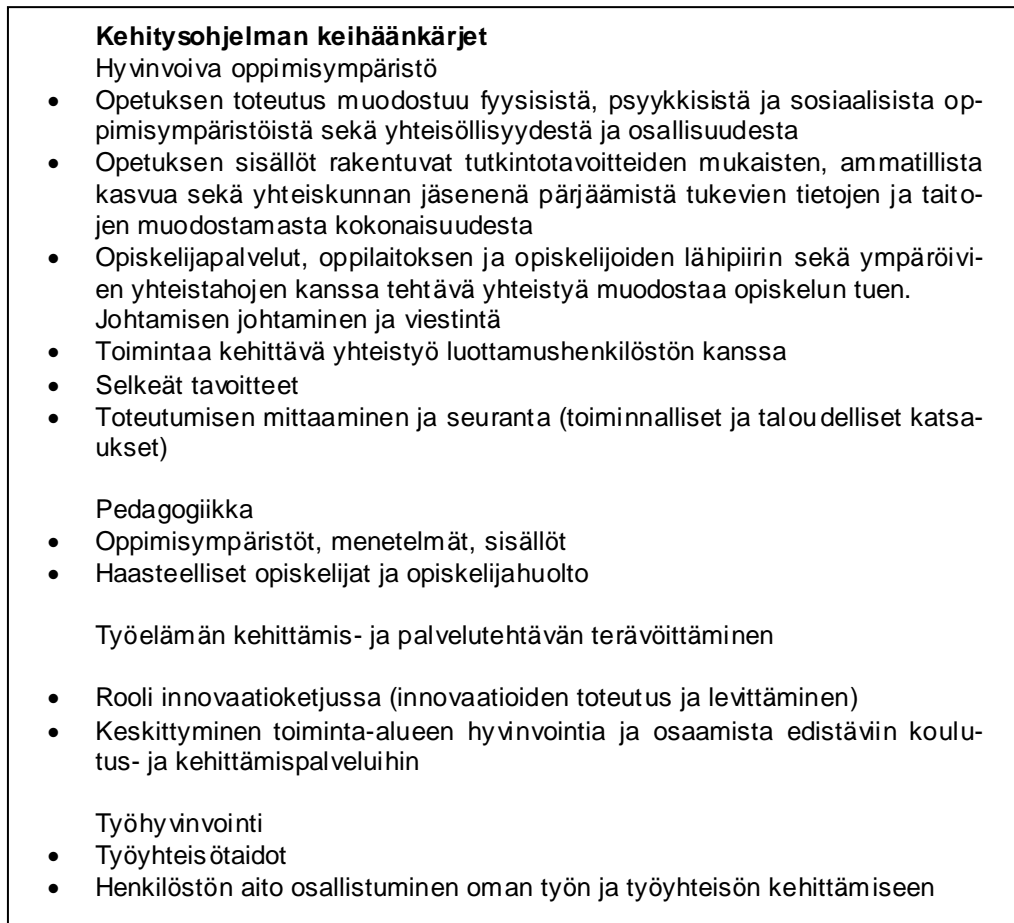 Kehitysohjelman keihäänkärjet
Hyvinvoiva oppimisympäristö
• Opetuksen toteutus muodostuu fyysisistä, psyykkisistä ja sosiaalisista op-
pimisympäristöistä sekä yhteisöllisyydestä ja osallisuudesta
• Opetuksen sisällöt rakentuvat tutkintotavoitteiden mukaisten, ammatillista
kasvua sekä yhteiskunnan jäsenenä pärjäämistä tukevien tietojen ja taito-
jen muodostamasta kokonaisuudesta
• Opiskelijapalvelut, oppilaitoksen ja opiskelijoiden lähipiirin sekä ympäröivi-
en yhteistahojen kanssa tehtävä yhteistyä muodostaa opiskelun tuen.
Johtamisen johtaminen ja viestintä
• Toimintaa kehittävä yhteistyö luottamushenkilöstön kanssa
• Selkeät tavoitteet
• Toteutumisen mittaaminen ja seuranta (toiminnalliset ja taloudelliset katsa-
ukset)
Pedagogiikka
• Oppimisympäristöt, menetelmät, sisällöt
• Haasteelliset opiskelijat ja opiskelijahuolto
Työelämän kehittämis- ja palvelutehtävän terävöittäminen
• Rooli innovaatioketjussa (innovaatioiden toteutus ja levittäminen)
• Keskittyminen toiminta-alueen hyvinvointia ja osaamista edistäviin koulu-
tus- ja kehittämispalveluihin
Työhyvinvointi
• Työyhteisötaidot
• Henkilöstön aito osallistuminen oman työn ja työyhteisön kehittämiseen